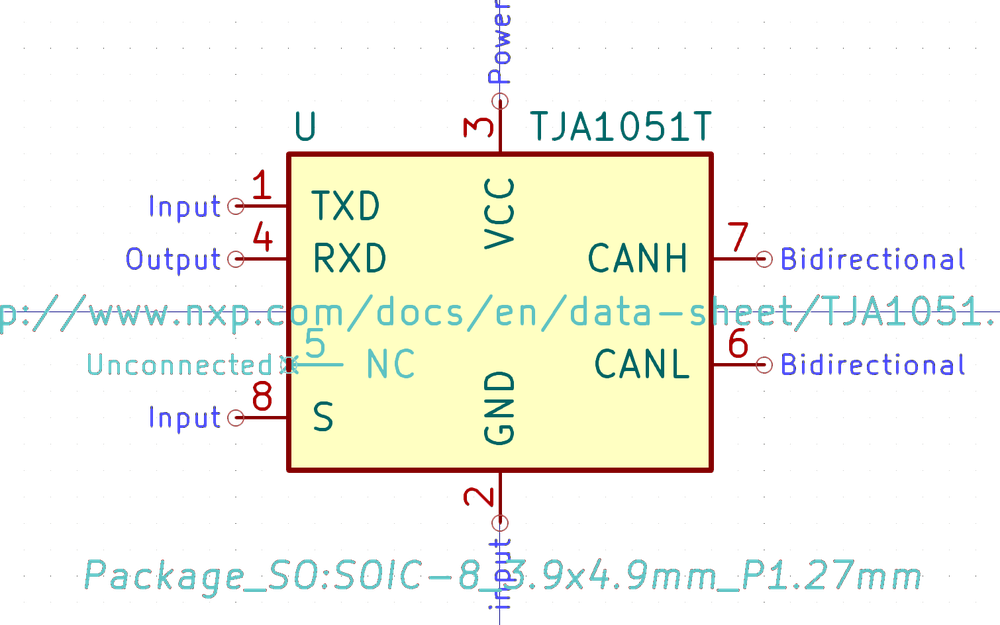 Power
U
3
TJA1051T
Input
1
TXD
VCC
Output
4
RXD
CANH
7
Bidirectional
p://www.nxp.com/docs/en/data-sheet/TJA1051.
Unconnected
5
NC
CANL
6
Bidirectional
Input
8
S
GND
2
input
Package_SO:SOIC-8_3.9x4.9mm_P1.27mm